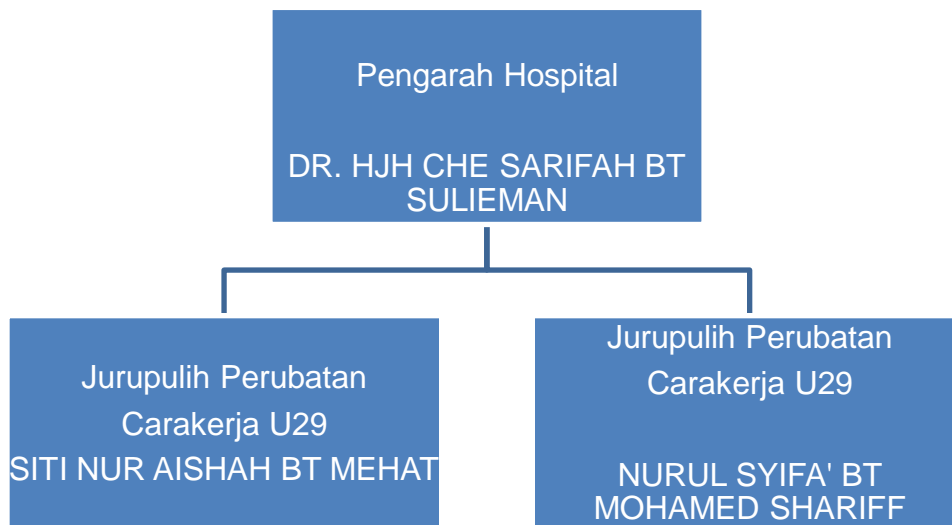 Pengarah Hospital
DR. HJH CHE SARIFAH BT
SULIEMAN
Jurupulih Perubatan
Carakerja U29
SITI NUR AISHAH BT MEHAT
Jurupulih Perubatan
Carakerja U29
NURUL SYIFA' BT
MOHAMED SHARIFF